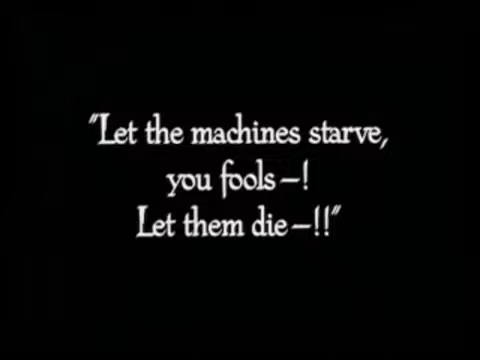 "Let the machines starve,
you fools—!
Let them die—!!"